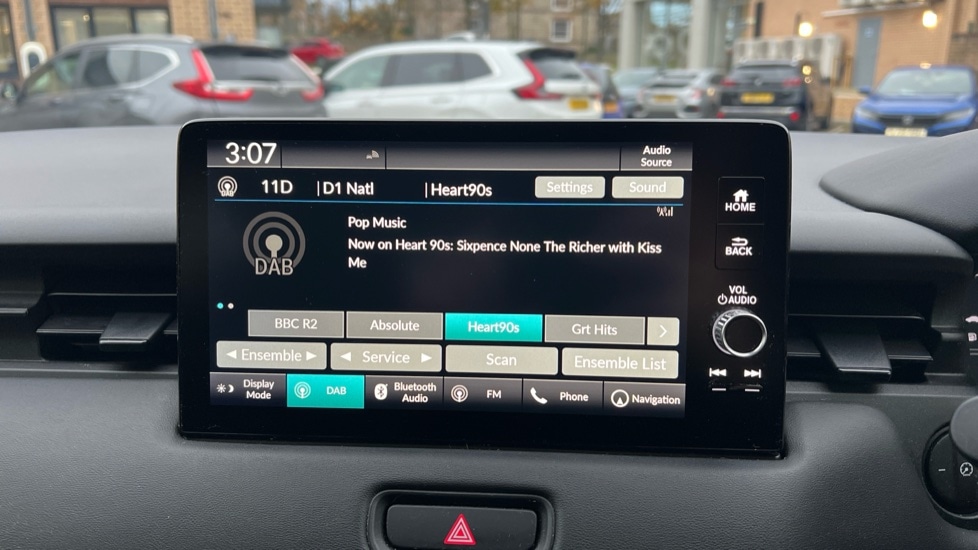 3:07
Audio
Source
DAB
11D
|D1 Natl
|Heart90s
Settings
Sound
Pop Music
Now on Heart 90s: Sixpence None The Richer with Kiss
Me
DAB
BBC R2
Absolute
Heart90s
Grt Hits
Ensemble
Service
Scan
Ensemble List
Display
Mode
DAB
Bluetooth
Audio
FM
Phone
Navigation
HOME
BACK
VOL
AUDIO